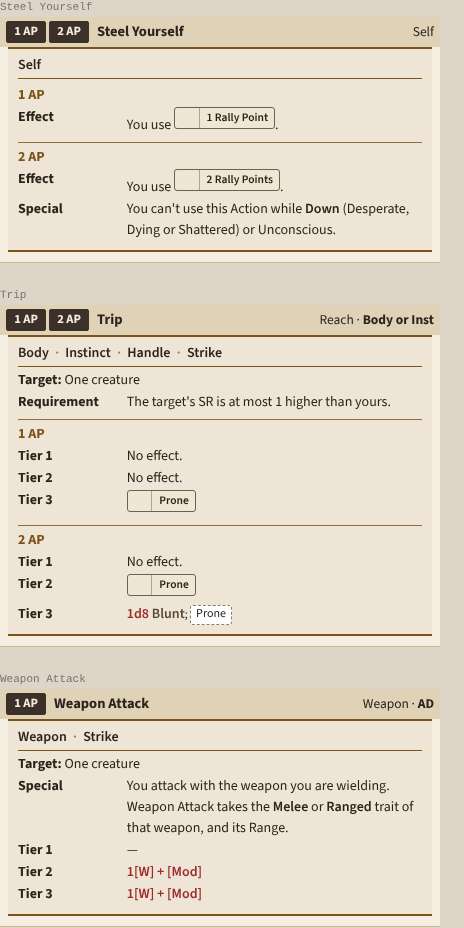 Steel Yourself
1 AP 2 AP Steel Yourself Self
Self
1 AP
Effect You use 1 Rally Point.
2 AP
Effect You use 2 Rally Points.
Special You can't use this Action while Down (Desperate,
Dying or Shattered) or Unconscious.
Trip
1 AP 2 AP Trip Reach · Body or Inst
Body · Instinct · Handle · Strike
Target: One creature
Requirement The target's SR is at most 1 higher than yours.
1 AP
Tier 1 No effect.
Tier 2 No effect.
Tier 3 Prone
2 AP
Tier 1 No effect.
Tier 2 Prone
Tier 3 1d8 Blunt; Prone
Weapon Attack
1 AP Weapon Attack Weapon · AD
Weapon · Strike
Target: One creature
Special You attack with the weapon you are wielding.
Weapon Attack takes the Melee or Ranged trait of
that weapon, and its Range.
Tier 1 —
Tier 2 1[W] + [Mod]
Tier 3 1[W] + [Mod]